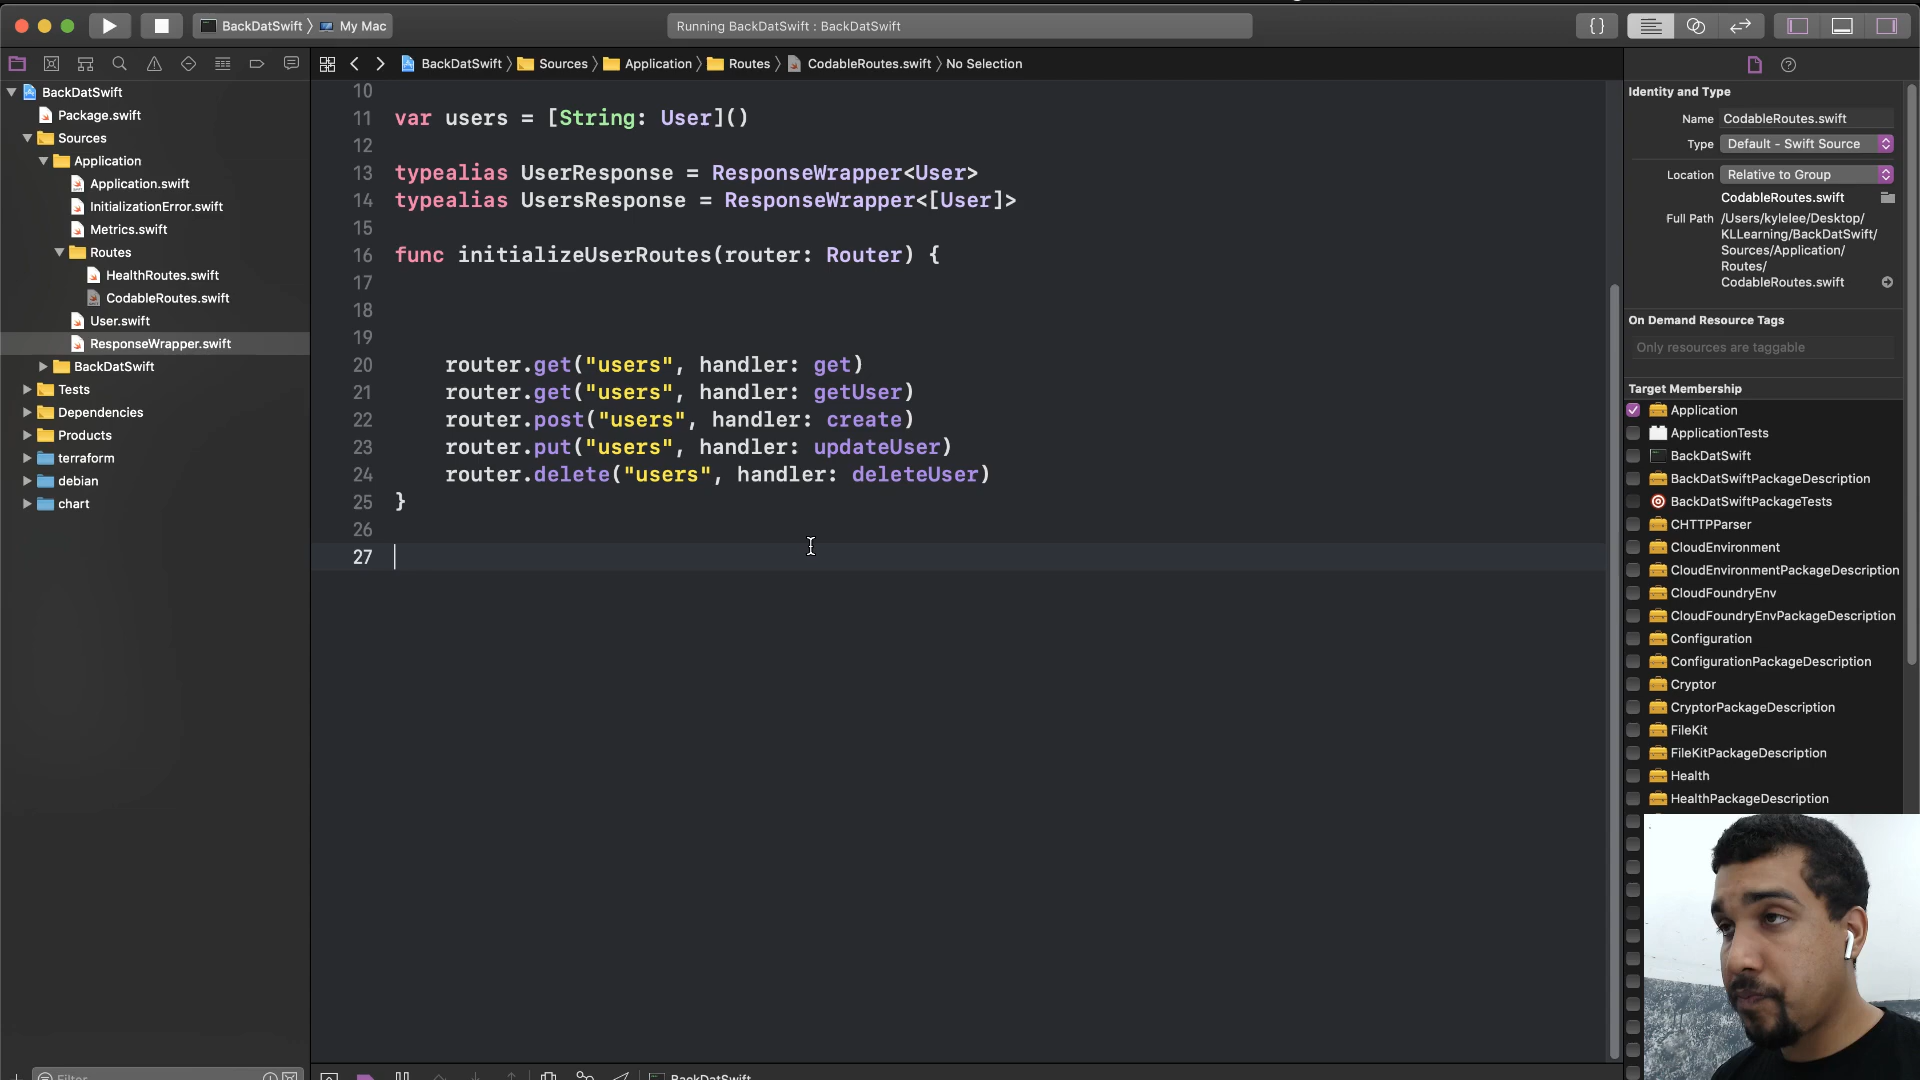 BackDatSwift 〉 My Mac
Running BackDatSwift : BackDatSwift
BackDatSwift 〉 Sources 〉 Application 〉 Routes 〉 CodableRoutes.swift 〉 No Selection
BackDatSwift
Package.swift
Sources
Application
Application.swift
InitializationError.swift
Metrics.swift
Routes
HealthRoutes.swift
CodableRoutes.swift
User.swift
ResponseWrapper.swift
BackDatSwift
Tests
Dependencies
Products
terraform
debian
chart
Filter
10
11 var users = [String: User]()
12
13 typealias UserResponse = ResponseWrapper<User>
14 typealias UsersResponse = ResponseWrapper<[User]>
15
16 func initializeUserRoutes(router: Router) {
17
18
19
20 router.get("users", handler: get)
21 router.get("users", handler: getUser)
22 router.post("users", handler: create)
23 router.put("users", handler: updateUser)
24 router.delete("users", handler: deleteUser)
25 }
26
27
BackDatSwift
Identity and Type
Name CodableRoutes.swift
Type Default - Swift Source
Location Relative to Group
CodableRoutes.swift
Full Path /Users/kylelee/Desktop/
KLLearning/BackDatSwift/
Sources/Application/
Routes/
CodableRoutes.swift
On Demand Resource Tags
Only resources are taggable
Target Membership
Application
ApplicationTests
BackDatSwift
BackDatSwiftPackageDescription
BackDatSwiftPackageTests
CHTTPParser
CloudEnvironment
CloudEnvironmentPackageDescription
CloudFoundryEnv
CloudFoundryEnvPackageDescription
Configuration
ConfigurationPackageDescription
Cryptor
CryptorPackageDescription
FileKit
FileKitPackageDescription
Health
HealthPackageDescription